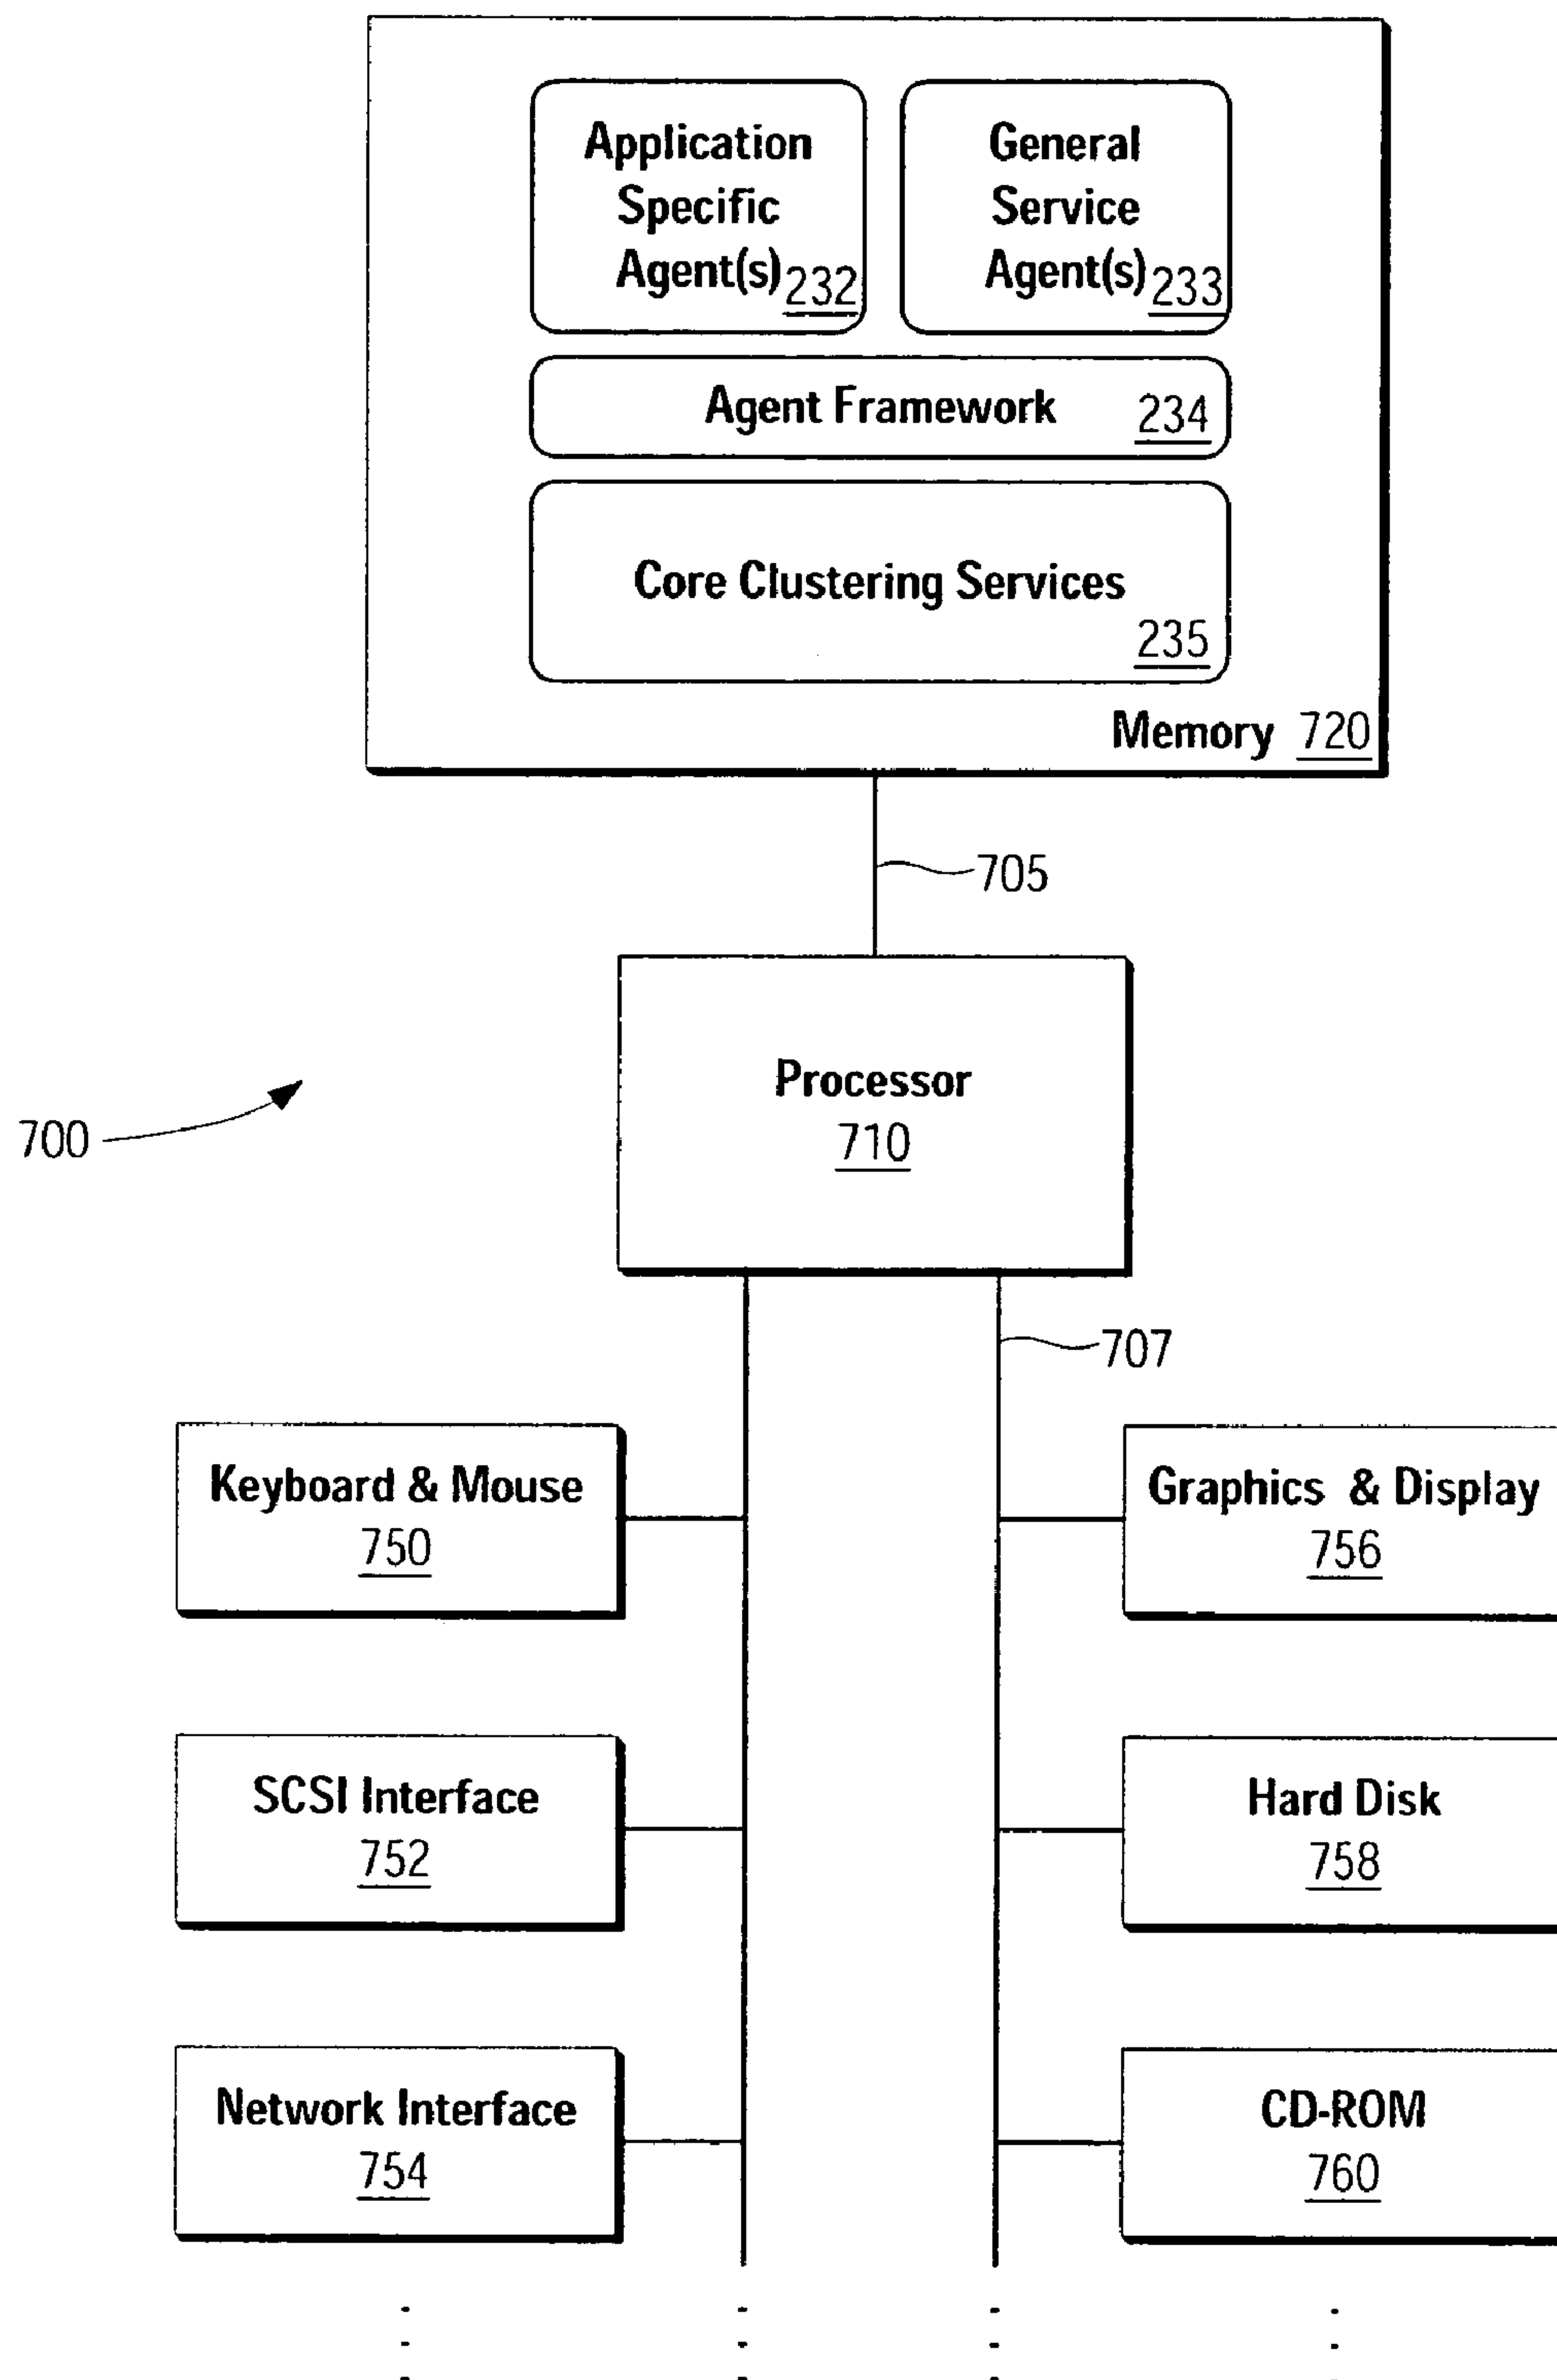 Application
Specific
Agent(s) 232
General
Service
Agent(s) 233
Agent Framework 234
Core Clustering Services
235
Memory 720
705
Processor
710
700
707
Keyboard & Mouse
750
Graphics & Display
756
SCSI Interface
752
Hard Disk
758
Network Interface
754
CD-ROM
760